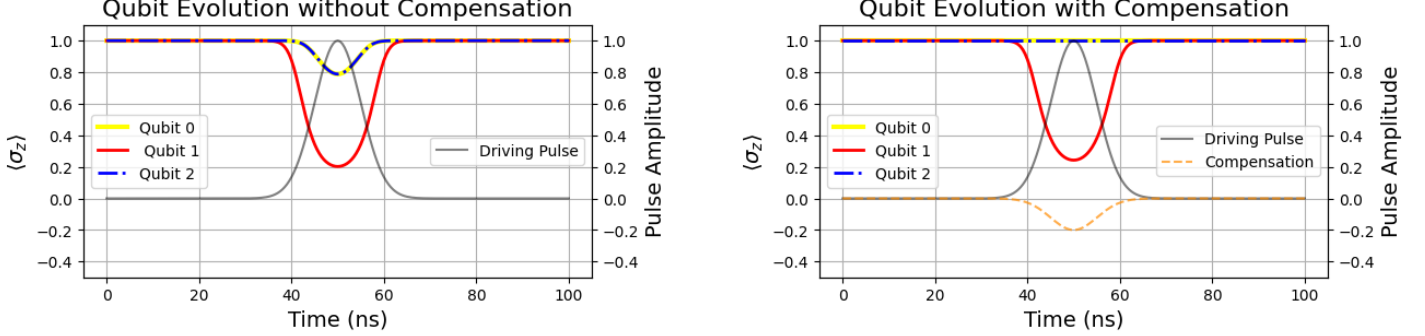 Qubit Evolution without Compensation
1.0
0.8
0.6
0.4
0.2
0.0
−0.2
−0.4
⟨σz⟩
Qubit 0
Qubit 1
Qubit 2
Driving Pulse
1.0
0.8
0.6
0.4
0.2
0.0
−0.2
−0.4
Pulse Amplitude
0 20 40 60 80 100
Time (ns)
Qubit Evolution with Compensation
1.0
0.8
0.6
0.4
0.2
0.0
−0.2
−0.4
⟨σz⟩
Qubit 0
Qubit 1
Qubit 2
Driving Pulse
Compensation
1.0
0.8
0.6
0.4
0.2
0.0
−0.2
−0.4
Pulse Amplitude
0 20 40 60 80 100
Time (ns)